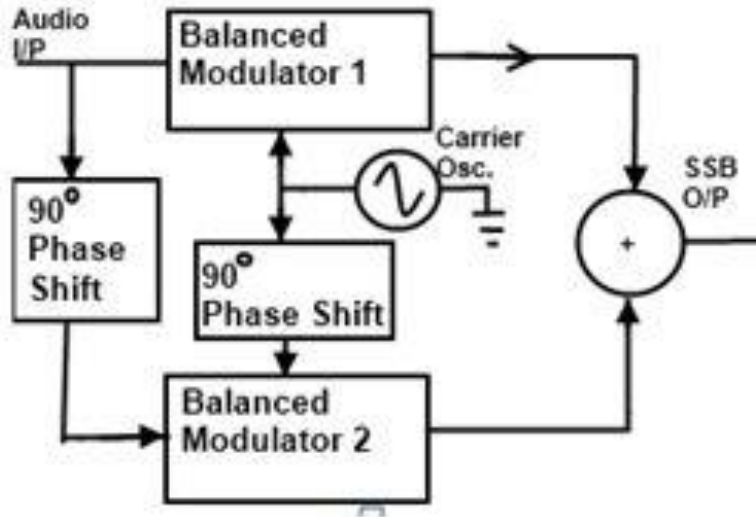 Audio
I/P
Balanced
Modulator 1
Carrier
Osc.
SSB
O/P
90°
Phase
Shift
90°
Phase Shift
+
Balanced
Modulator 2